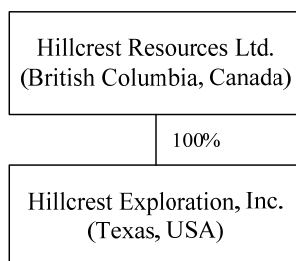 Hillcrest Resources Ltd.
(British Columbia, Canada)
100%
Hillcrest Exploration, Inc.
(Texas, USA)